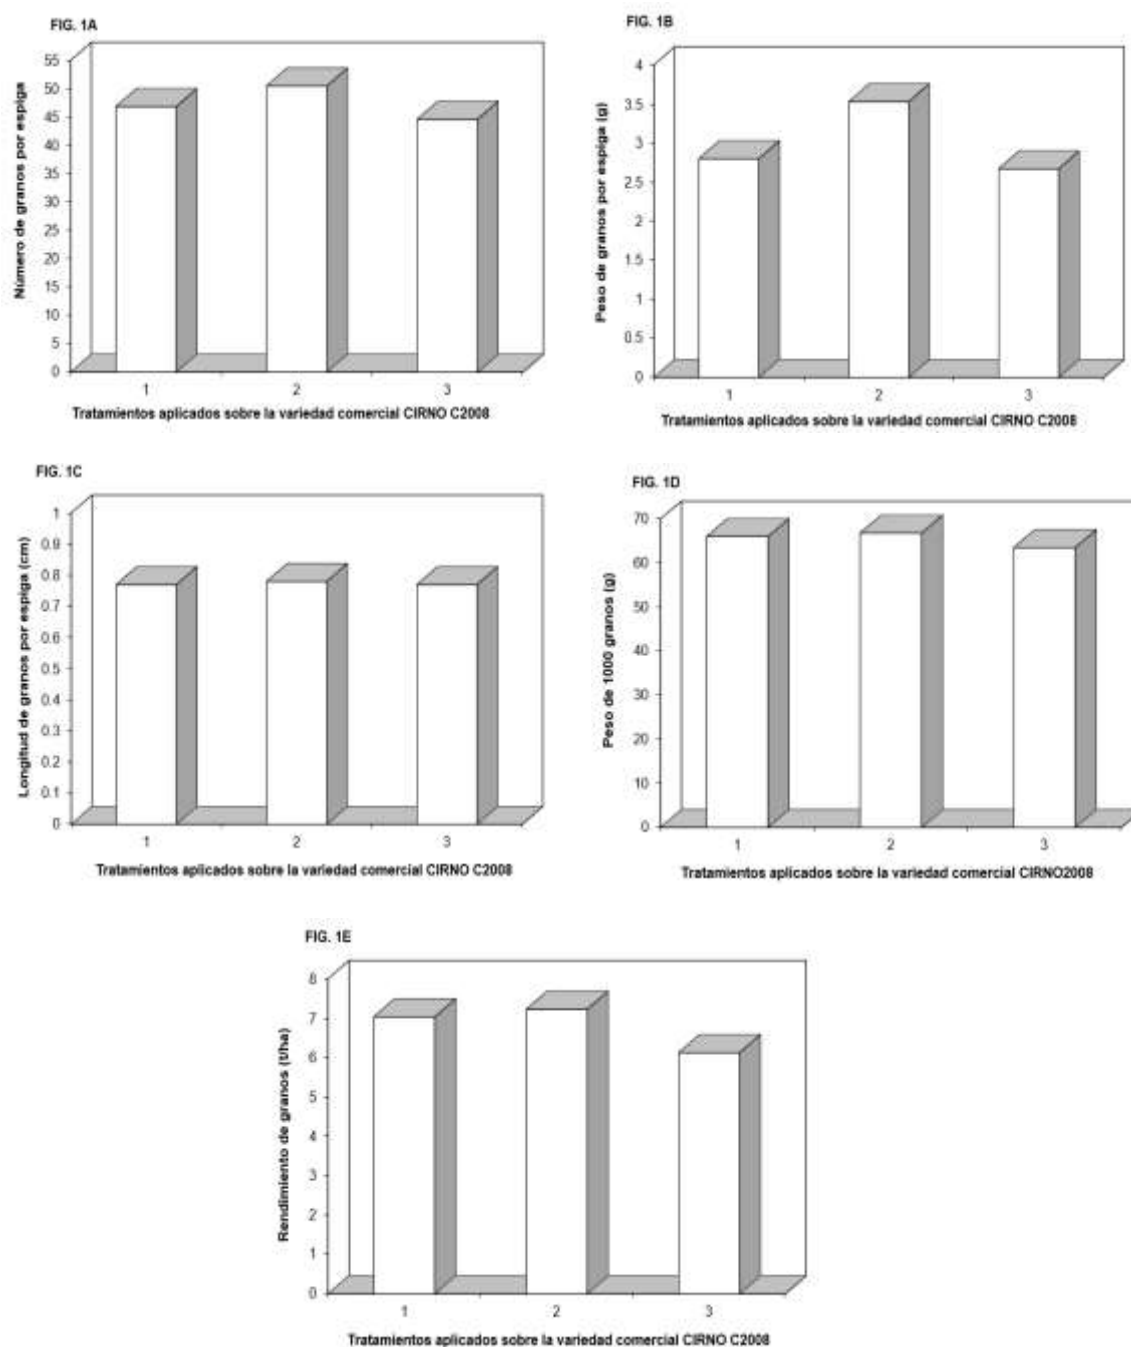 FIG. 1A
Número de granos por espiga
55
50
45
40
35
30
25
20
15
10
5
0
1 2 3
Tratamientos aplicados sobre la variedad comercial CIRNO C2008
FIG. 1B
Peso de granos por espiga (g)
4
3.5
3
2.5
2
1.5
1
0.5
0
1 2 3
Tratamientos aplicados sobre la variedad comercial CIRNO C2008
FIG. 1C
Longitud de granos por espiga (cm)
1
0.9
0.8
0.7
0.6
0.5
0.4
0.3
0.2
0.1
0
1 2 3
Tratamientos aplicados sobre la variedad comercial CIRNO C2008
FIG. 1D
Peso de 1000 granos (g)
70
60
50
40
30
20
10
0
1 2 3
Tratamientos aplicados sobre la variedad comercial CIRNO2008
FIG. 1E
Rendimiento de granos (t/ha)
8
7
6
5
4
3
2
1
0
1 2 3
Tratamientos aplicados sobre la variedad comercial CIRNO C2008